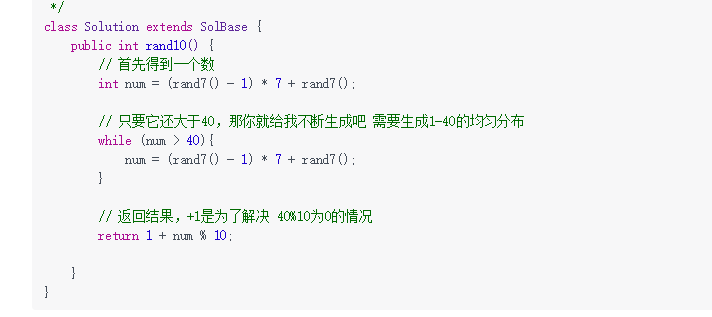 */
class Solution extends SolBase {
public int rand10() {
// 首先得到一个数
int num = (rand7() - 1) * 7 + rand7();
// 只要它还大于40，那你就给我不断生成吧 需要生成1-40的均匀分布
while (num > 40){
num = (rand7() - 1) * 7 + rand7();
}
// 返回结果，+1是为了解决 40%10为0的情况
return 1 + num % 10;
}
}